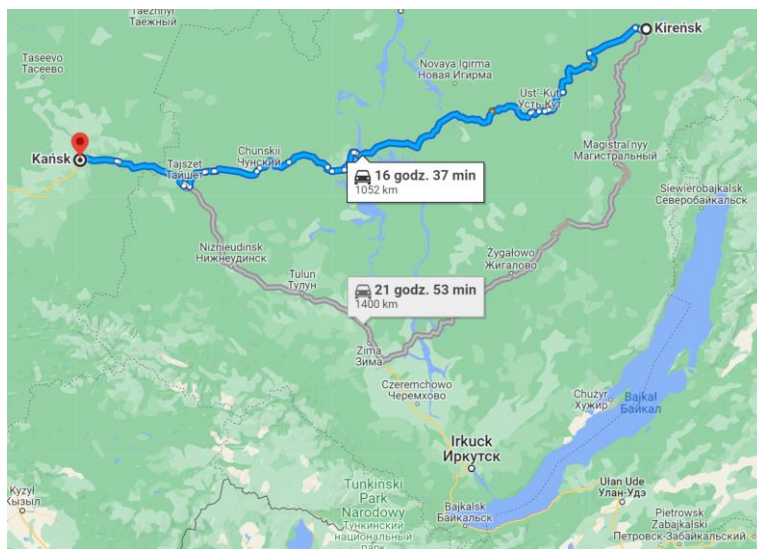 Таежный
Kireńsk
Taseevo
Тасеево
Novaya Igirma
Новая Игирма
Ust'-Kut
Усть-Кут
Kańsk
Chunskii
Чунский
Tajszet
Тайшет
Magistral'nyy
Магистральный
16 godz. 37 min
1052 km
Siewierobajkalsk
Северобайкальск
Niżnieudinsk
Нижнеудинск
Żygałowo
Жигалово
Tulun
Тулун
21 godz. 53 min
1400 km
Zima
Зима
Czeremchowo
Черемхово
Chużyr
Хужир
Bajkał
Байкал
Irkuck
Иркутск
Ułan Ude
Улан-Удэ
Kyzył
Кызыл
Tunkiński
Park
Narodowy
Тункинский
национальный
парк
Bajkalsk
Байкальск
Pietrowsk
Zabajkalski
Петровск-Забайкальский